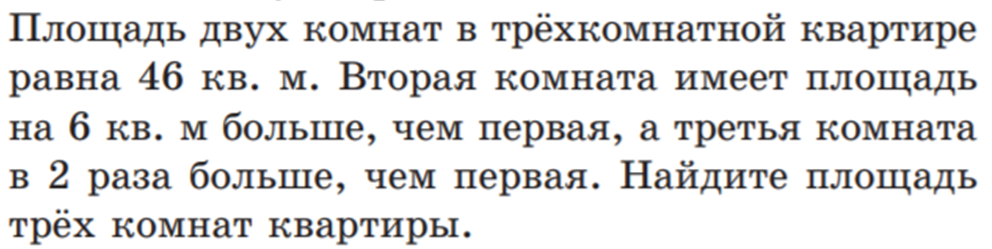 Площадь двух комнат в трёхкомнатной квартире
равна 46 кв. м. Вторая комната имеет площадь
на 6 кв. м больше, чем первая, а третья комната
в 2 раза больше, чем первая. Найдите площадь
трёх комнат квартиры.